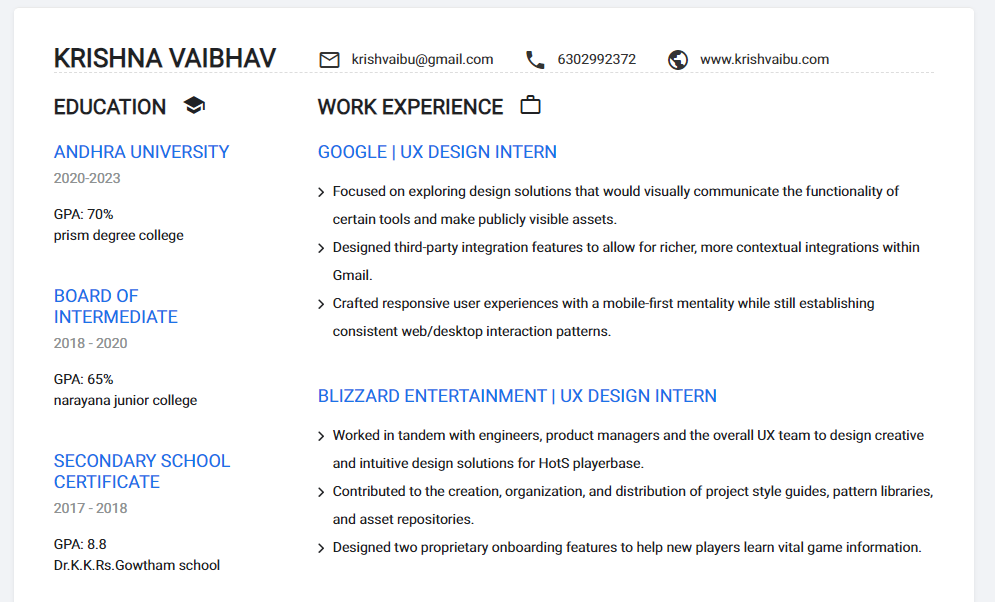 KRISHNA VAIBHAV
krishvaibu@gmail.com
6302992372
www.krishvaibu.com
EDUCATION
ANDHRA UNIVERSITY
2020-2023
GPA: 70%
prism degree college
BOARD OF
INTERMEDIATE
2018 - 2020
GPA: 65%
narayana junior college
SECONDARY SCHOOL
CERTIFICATE
2017 - 2018
GPA: 8.8
Dr.K.K.Rs.Gowtham school
WORK EXPERIENCE
GOOGLE | UX DESIGN INTERN
Focused on exploring design solutions that would visually communicate the functionality of
certain tools and make publicly visible assets.
Designed third-party integration features to allow for richer, more contextual integrations within
Gmail.
Crafted responsive user experiences with a mobile-first mentality while still establishing
consistent web/desktop interaction patterns.
BLIZZARD ENTERTAINMENT | UX DESIGN INTERN
Worked in tandem with engineers, product managers and the overall UX team to design creative
and intuitive design solutions for HotS playerbase.
Contributed to the creation, organization, and distribution of project style guides, pattern libraries,
and asset repositories.
Designed two proprietary onboarding features to help new players learn vital game information.